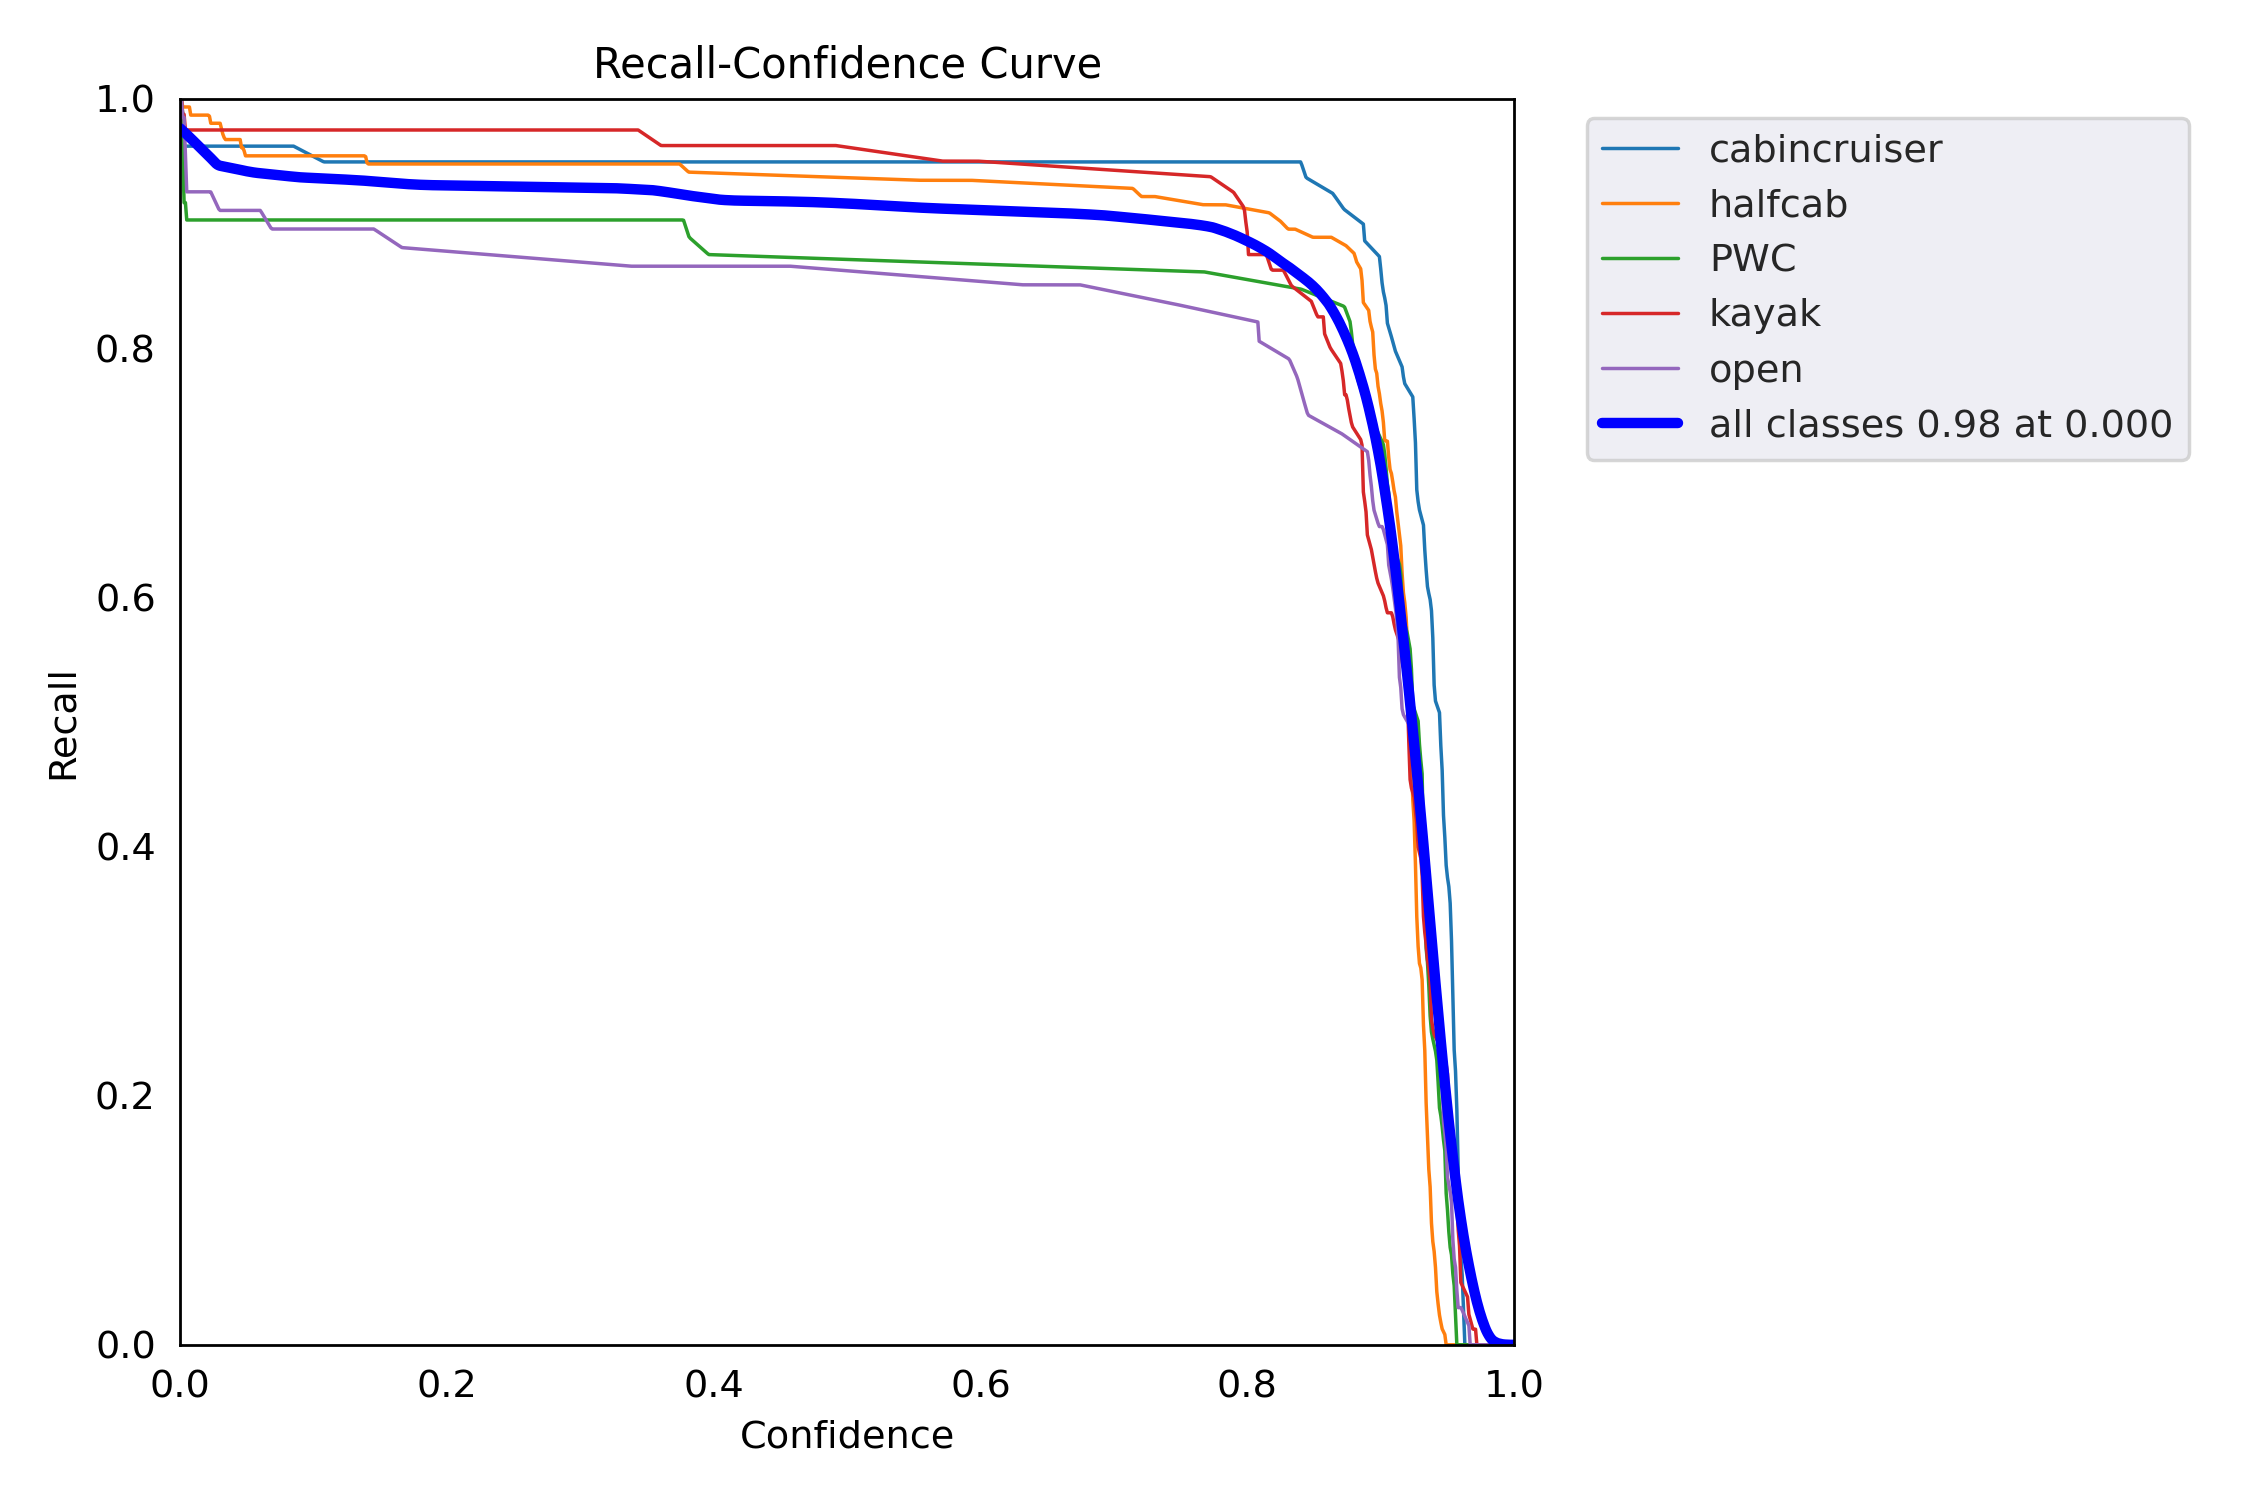 Recall-Confidence Curve
1.0
0.8
0.6
0.4
0.2
0.0
Recall
0.0 0.2 0.4 0.6 0.8 1.0
Confidence
cabincruiser
halfcab
PWC
kayak
open
all classes 0.98 at 0.000